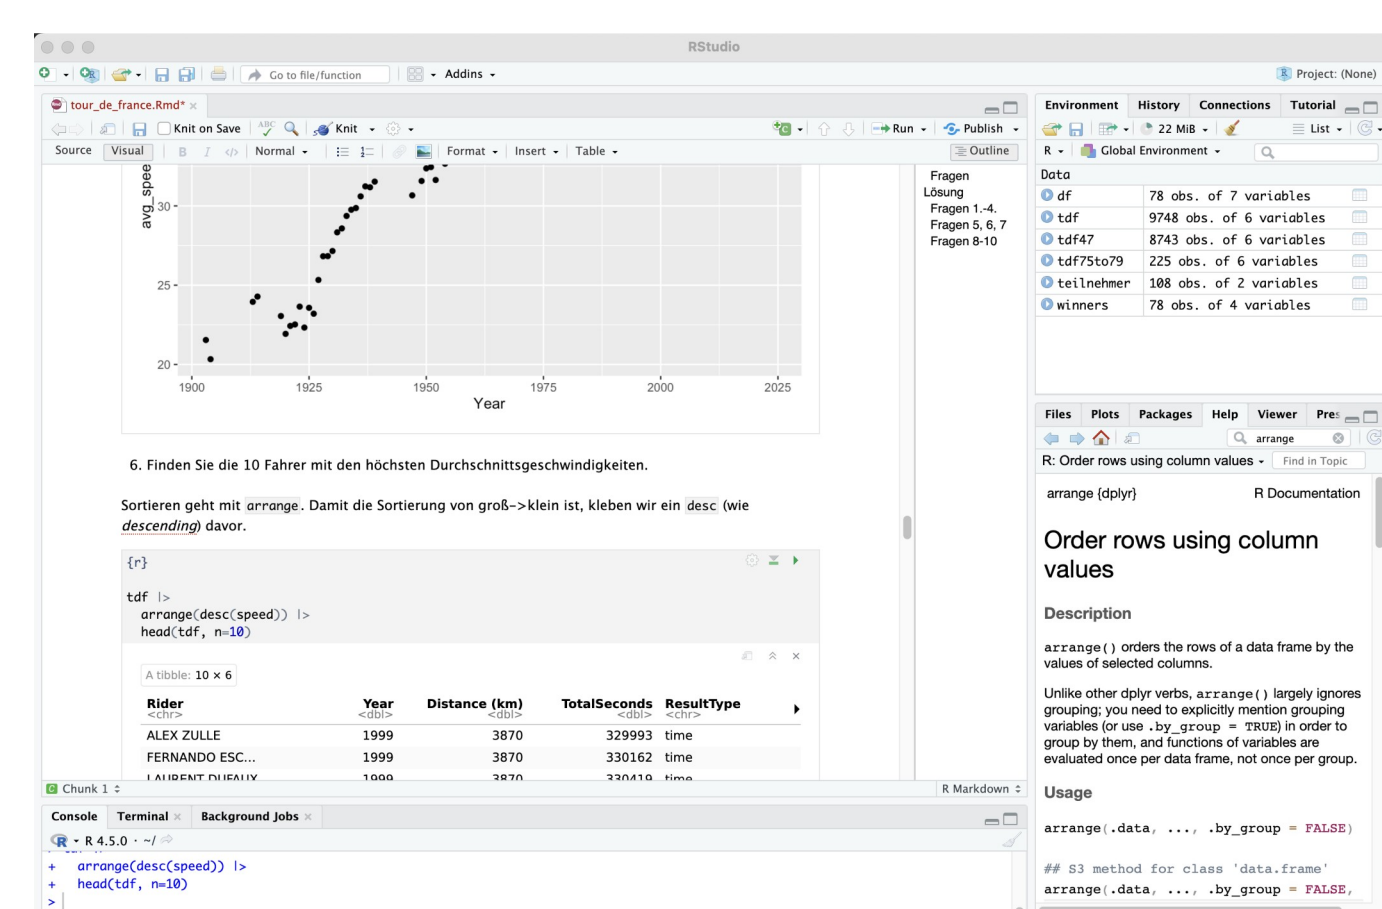 RStudio
Go to file/function
Addins
Project: (None)
tour_de_france.Rmd*
Knit on Save
ABC
Knit
Run
Publish
Source
Visual
B
I
</>
Normal
Format
Insert
Table
Outline
avg_spee
30
25
20
1900
1925
1950
1975
2000
2025
Year
6. Finden Sie die 10 Fahrer mit den höchsten Durchschnittsgeschwindigkeiten.
Sortieren geht mit arrange. Damit die Sortierung von groß->klein ist, kleben wir ein desc (wie
descending) davor.
{r}
tdf |>
arrange(desc(speed)) |>
head(tdf, n=10)
A tibble: 10 × 6
Rider Year Distance (km) TotalSeconds ResultType
<chr> <dbl> <dbl> <dbl> <chr>
ALEX ZULLE 1999 3870 329993 time
FERNANDO ESC... 1999 3870 330162 time
LAURENT DUFAUX 1999 3870 330419 time
Chunk 1
R Markdown
Fragen
Lösung
Fragen 1.-4.
Fragen 5, 6, 7
Fragen 8-10
Console
Terminal
Background Jobs
R 4.5.0 · ~/
+ arrange(desc(speed)) |>
+ head(tdf, n=10)
>
Environment
History
Connections
Tutorial
22 MiB
List
R
Global Environment
Data
df 78 obs. of 7 variables
tdf 9748 obs. of 6 variables
tdf47 8743 obs. of 6 variables
tdf75to79 225 obs. of 6 variables
teilnehmer 108 obs. of 2 variables
winners 78 obs. of 4 variables
Files
Plots
Packages
Help
Viewer
Pres
arrange
R: Order rows using column values
Find in Topic
arrange {dplyr}
R Documentation
Order rows using column
values
Description
arrange() orders the rows of a data frame by the
values of selected columns.
Unlike other dplyr verbs, arrange() largely ignores
grouping; you need to explicitly mention grouping
variables (or use .by_group = TRUE) in order to
group by them, and functions of variables are
evaluated once per data frame, not once per group.
Usage
arrange(.data, ..., .by_group = FALSE)
## S3 method for class 'data.frame'
arrange(.data, ..., .by_group = FALSE,